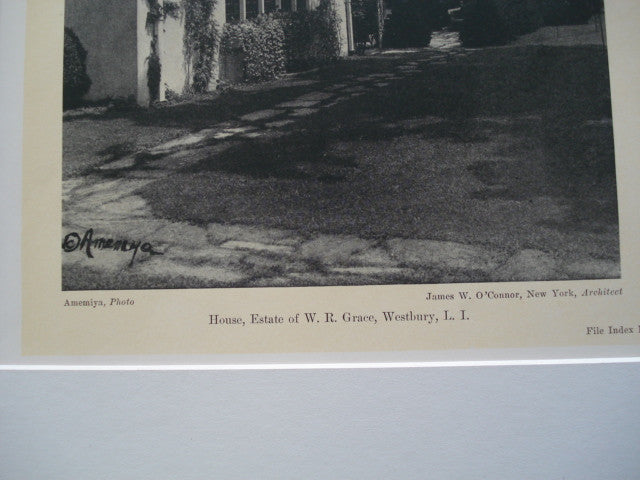 ©Amemiya
Amemiya, Photo
James W. O'Connor, New York, Architect
House, Estate of W. R. Grace, Westbury, L. I.
File Index